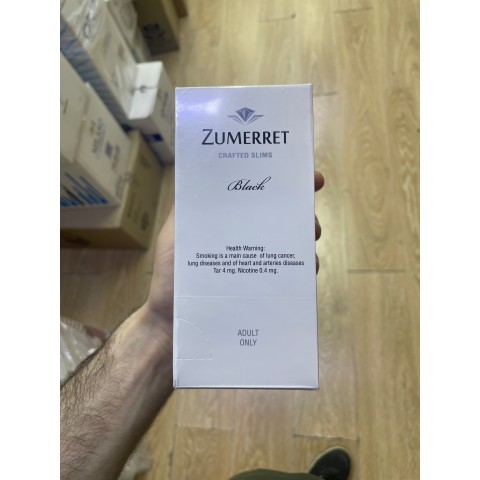 ZUMERRET
CRAFTED SLIMS
Black
Health Warning:
Smoking is a main cause of lung cancer,
lung diseases and of heart and arteries diseases
Tar 4 mg. Nicotine 0.4 mg.
ADULT
ONLY